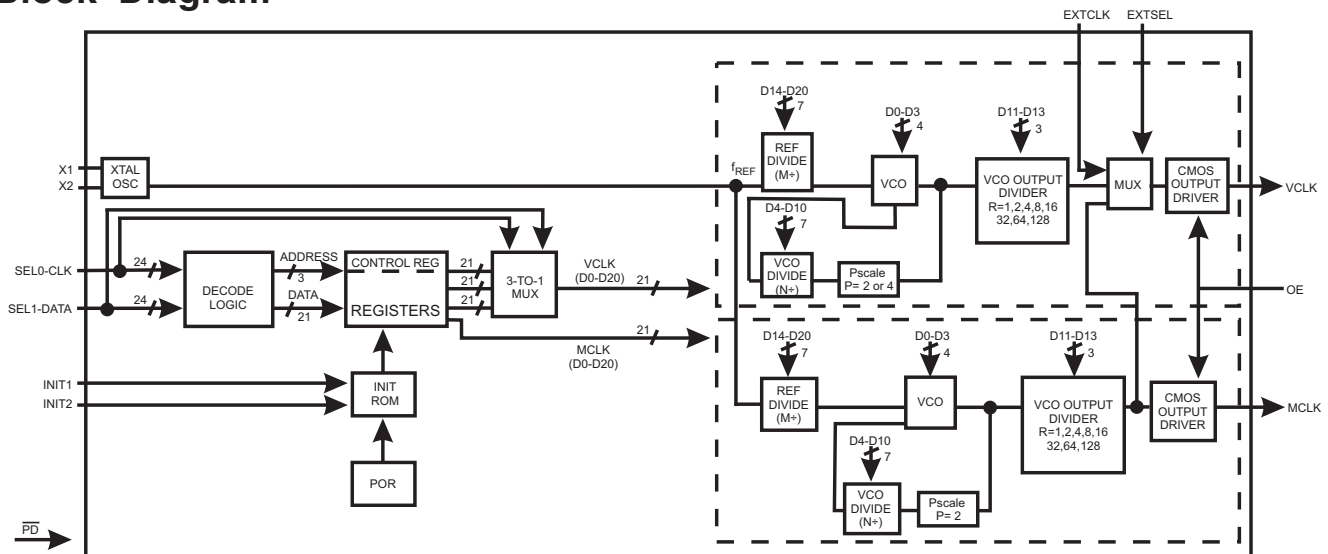 Block Diagram
EXTCLK EXTSEL
D14-D20
7
D0-D3
4
D11-D13
3
X1
X2
XTAL
OSC
fREF
REF
DIVIDE
(M÷)
VCO
VCO OUTPUT
DIVIDER
R=1,2,4,8,16
32,64,128
MUX
CMOS
OUTPUT
DRIVER
VCLK
D4-D10
7
VCO
DIVIDE
(N÷)
Pscale
P= 2 or 4
SEL0-CLK
24
SEL1-DATA
24
DECODE
LOGIC
ADDRESS
3
DATA
21
CONTROL REG
REGISTERS
21
21
21
3-TO-1
MUX
VCLK
(D0-D20)
21
21
MCLK
(D0-D20)
OE
INIT1
INIT2
INIT
ROM
POR
PD
D14-D20
7
D0-D3
4
D11-D13
3
REF
DIVIDE
(M÷)
VCO
VCO OUTPUT
DIVIDER
R=1,2,4,8,16
32,64,128
CMOS
OUTPUT
DRIVER
MCLK
D4-D10
7
VCO
DIVIDE
(N÷)
Pscale
P= 2